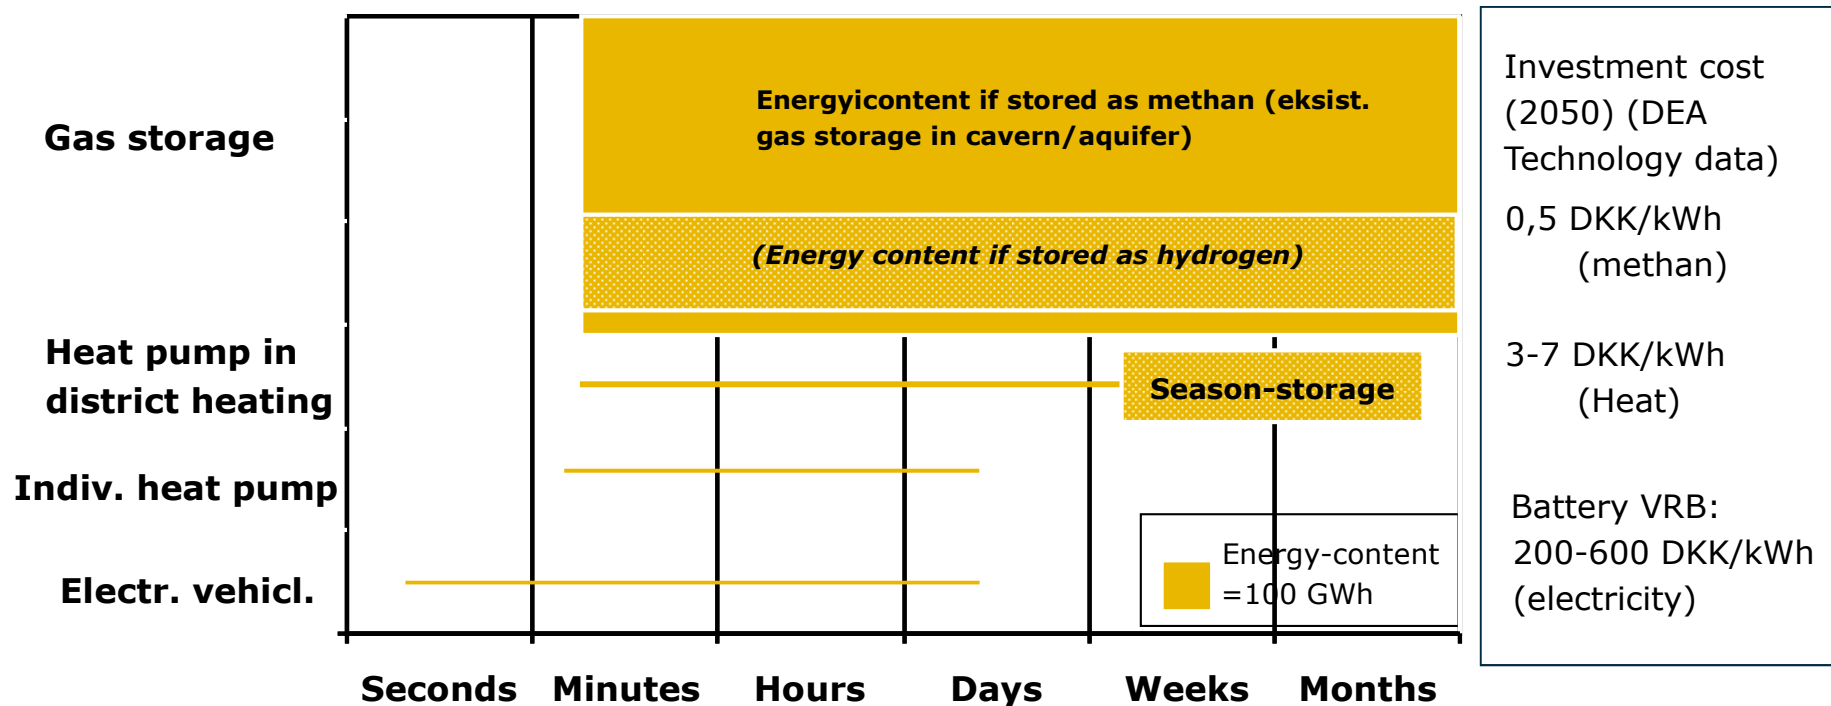 Gas storage
Energyicontent if stored as methan (eksist.
gas storage in cavern/aquifer)
(Energy content if stored as hydrogen)
Heat pump in
district heating
Season-storage
Indiv. heat pump
Electr. vehicl.
Energy-content
=100 GWh
Seconds
Minutes
Hours
Days
Weeks
Months
Investment cost
(2050) (DEA
Technology data)
0,5 DKK/kWh
(methan)
3-7 DKK/kWh
(Heat)
Battery VRB:
200-600 DKK/kWh
(electricity)